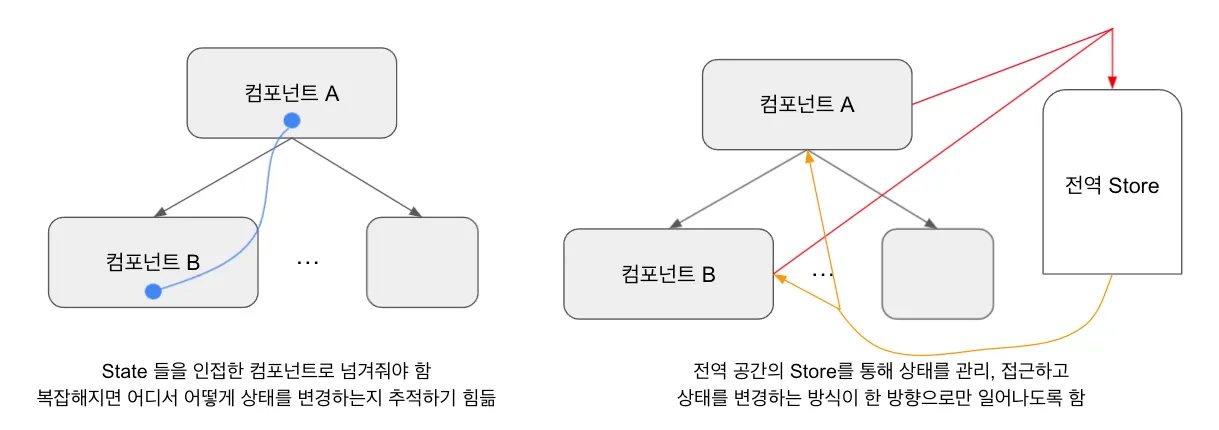 컴포넌트 A
컴포넌트 B
...
State 들을 인접한 컴포넌트로 넘겨줘야 함
복잡해지면 어디서 어떻게 상태를 변경하는지 추적하기 힘듦
컴포넌트 A
전역 Store
컴포넌트 B
...
전역 공간의 Store를 통해 상태를 관리, 접근하고
상태를 변경하는 방식이 한 방향으로만 일어나도록 함